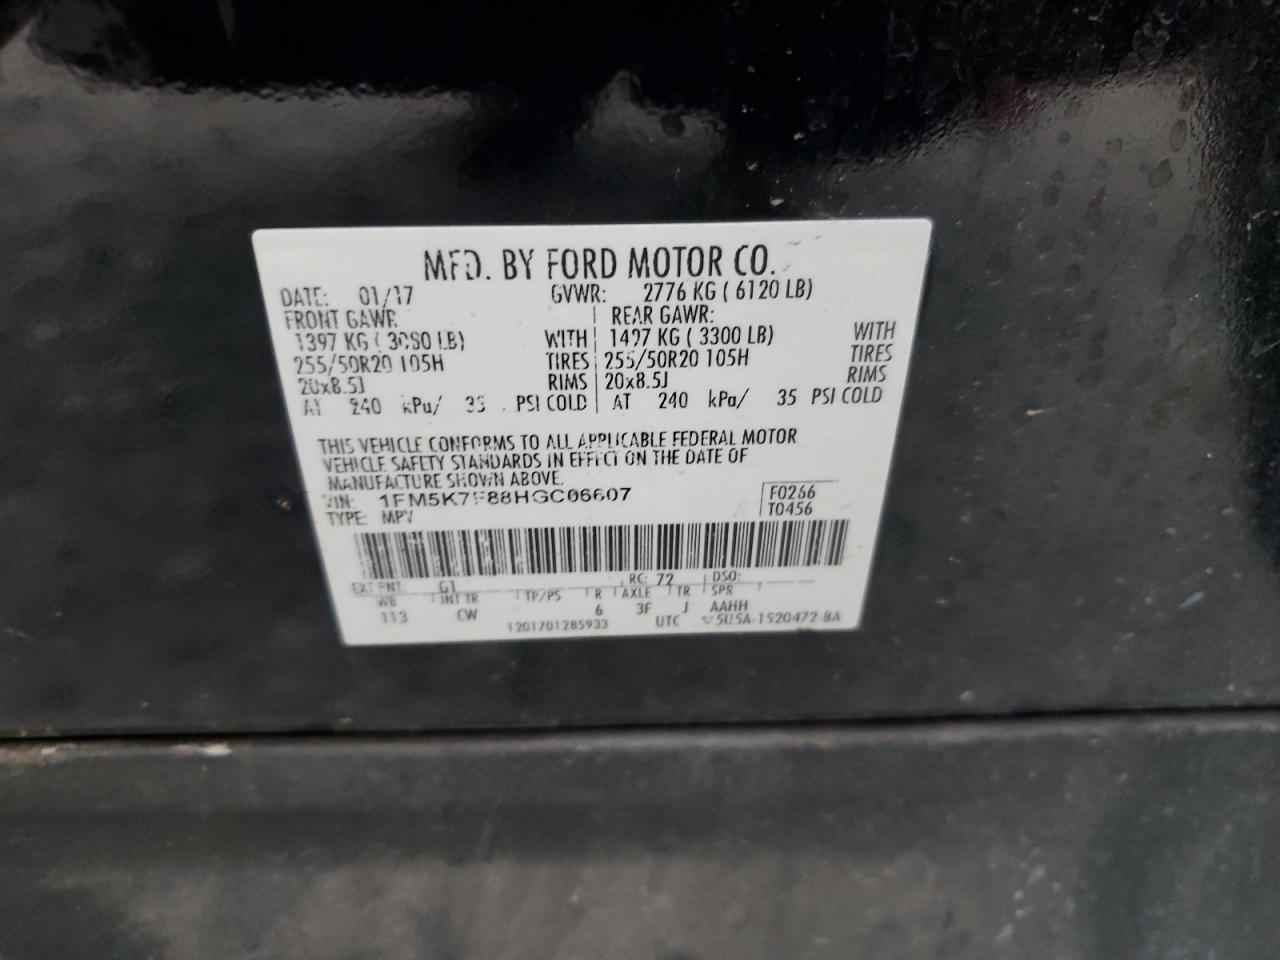 MFD. BY FORD MOTOR CO.
DATE: 01/17 GVWR: 2776 KG ( 6120 LB)
FRONT GAWR REAR GAWR:
1397 KG ( 3080 LB) WITH 1497 KG ( 3300 LB) WITH
255/50R20 105H TIRES 255/50R20 105H TIRES
20x8.5J RIMS 20x8.5J RIMS
AT 240 kPa/ 35 PSI COLD AT 240 kPa/ 35 PSI COLD
THIS VEHICLE CONFORMS TO ALL APPLICABLE FEDERAL MOTOR
VEHICLE SAFETY STANDARDS IN EFFECT ON THE DATE OF
MANUFACTURE SHOWN ABOVE.
VIN: 1FM5K7F88HGC06607 F0266
TYPE: MPV T0456
EXT PNT: G1 RC: 72 DSO:
WB INT TR TP/PS R AXLE TR SPR
113 CW 6 3F J AAHH
1201701285933 UTC 5U5A-1520472-BA